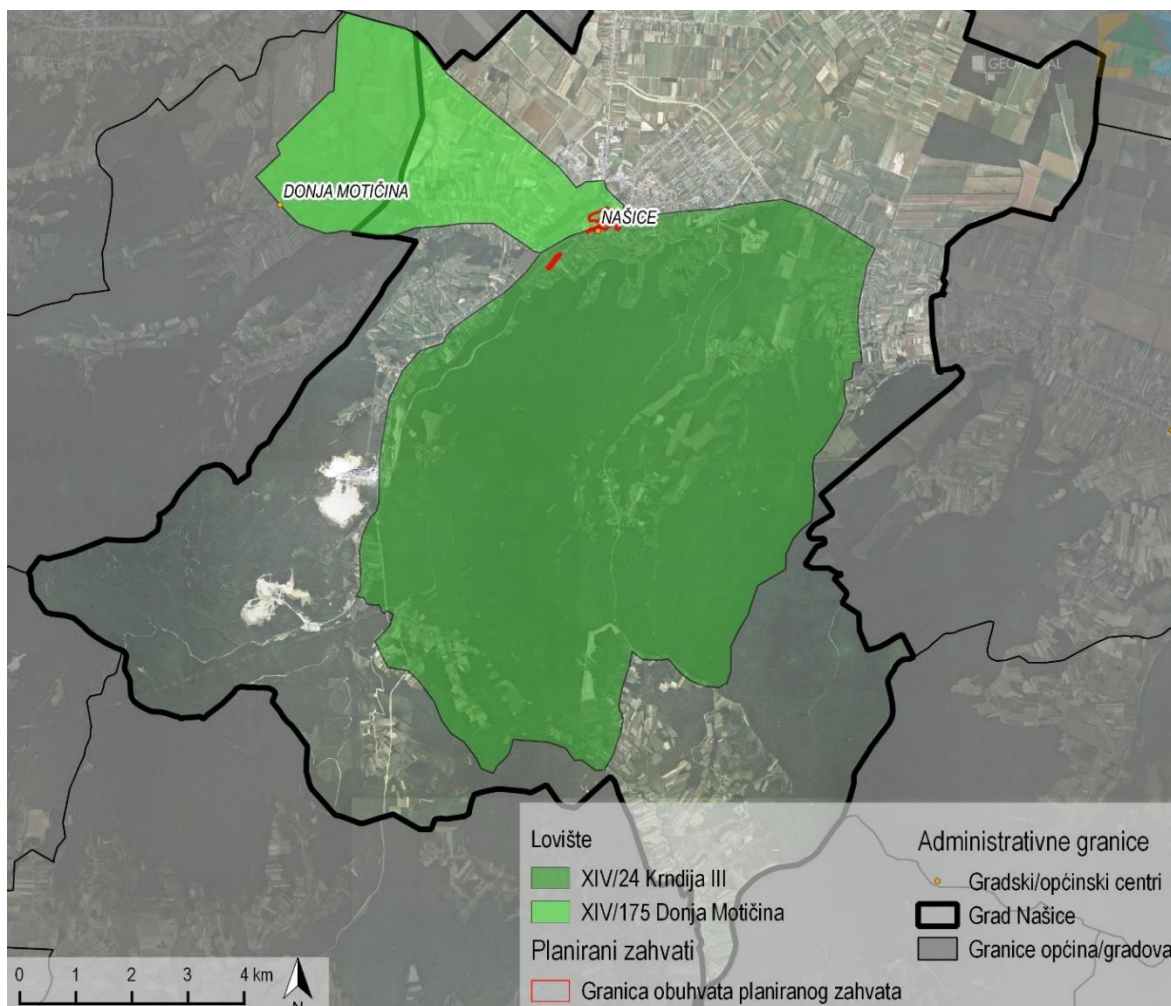 GEOPORTAL
DONJA MOTIČINA
NAŠICE
Lovište
XIV/24 Krndija III
XIV/175 Donja Motičina
Planirani zahvati
Granica obuhvata planiranog zahvata
Administrativne granice
Gradski/općinski centri
Grad Našice
Granice općina/gradova
0 1 2 3 4 km
N